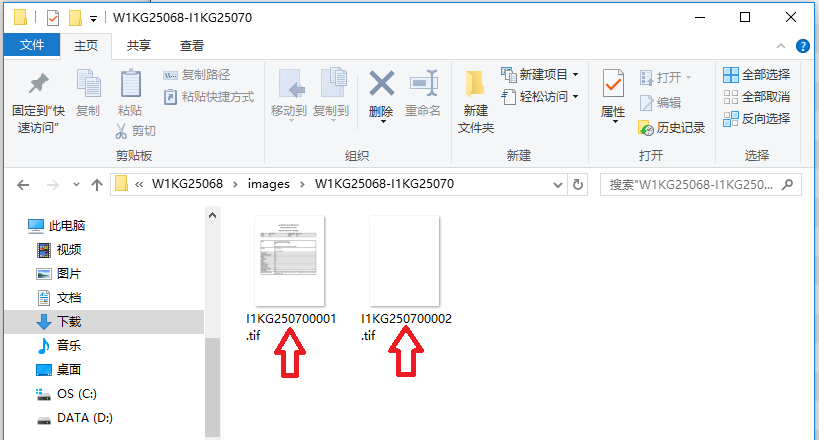 W1KG25068-I1KG25070
文件
主页
共享
查看
固定到"快
速访问"
复制
粘贴
复制路径
粘贴快捷方式
剪切
移动到
复制到
删除
重命名
新建
文件夹
新建项目
轻松访问
属性
打开
编辑
历史记录
全部选择
全部取消
反向选择
剪贴板
组织
新建
打开
选择
« W1KG25068 › images › W1KG25068-I1KG25070
搜索"W1KG25068-I1KG250...
此电脑
视频
图片
文档
下载
音乐
桌面
OS (C:)
DATA (D:)
I1KG250700001
.tif
I1KG250700002
.tif